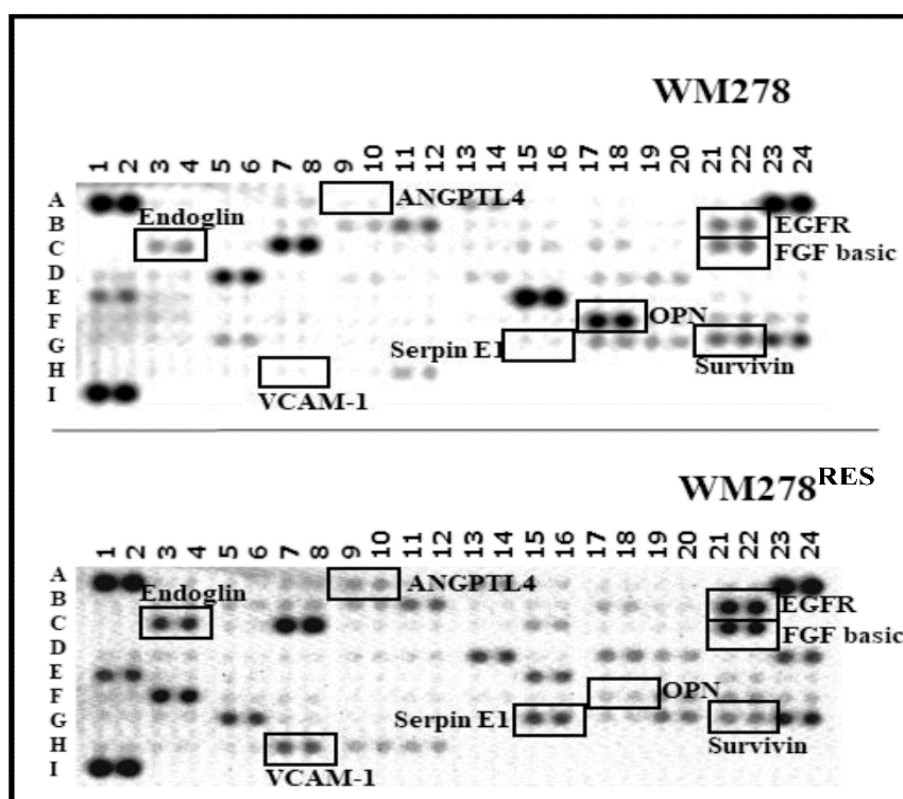 WM278
1 2 3 4 5 6 7 8 9 10 11 12 13 14 15 16 17 18 19 20 21 22 23 24
A
ANGPTL4
Endoglin
B
EGFR
C
FGF basic
D
E
F
OPN
G
Serpin E1
Survivin
H
VCAM-1
I
WM278RES
1 2 3 4 5 6 7 8 9 10 11 12 13 14 15 16 17 18 19 20 21 22 23 24
A
ANGPTL4
Endoglin
B
EGFR
C
FGF basic
D
E
F
OPN
G
Serpin E1
Survivin
H
VCAM-1
I